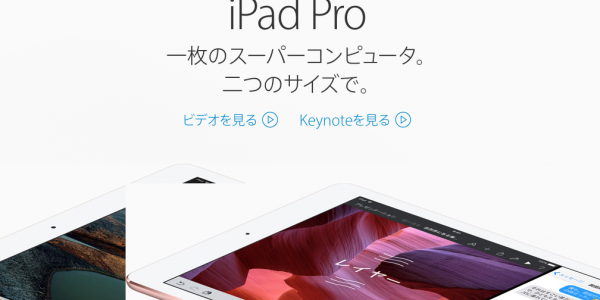 iPad Pro
一枚のスーパーコンピュータ。
二つのサイズで。
ビデオを見る Keynoteを見る
レイヤー